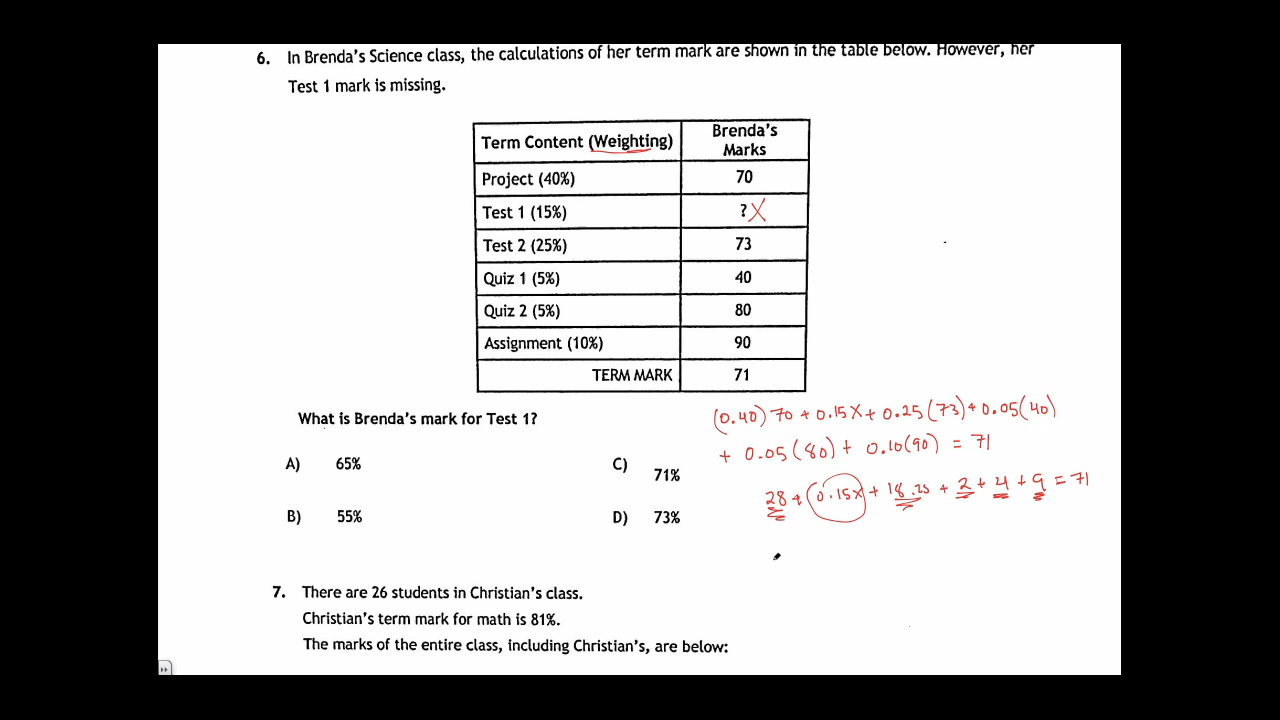 6. In Brenda's Science class, the calculations of her term mark are shown in the table below. However, her
Test 1 mark is missing.
Term Content (Weighting) Brenda's Marks
Project (40%) 70
Test 1 (15%) ? X
Test 2 (25%) 73
Quiz 1 (5%) 40
Quiz 2 (5%) 80
Assignment (10%) 90
TERM MARK 71
What is Brenda's mark for Test 1?
(0.40) 70 + 0.15X + 0.25(73) + 0.05(40)
+ 0.05(80) + 0.10(90) = 71
28 + 0.15X + 18.25 + 2 + 4 + 9 = 71
A) 65%
C) 71%
B) 55%
D) 73%
7. There are 26 students in Christian's class.
Christian's term mark for math is 81%.
The marks of the entire class, including Christian's, are below: